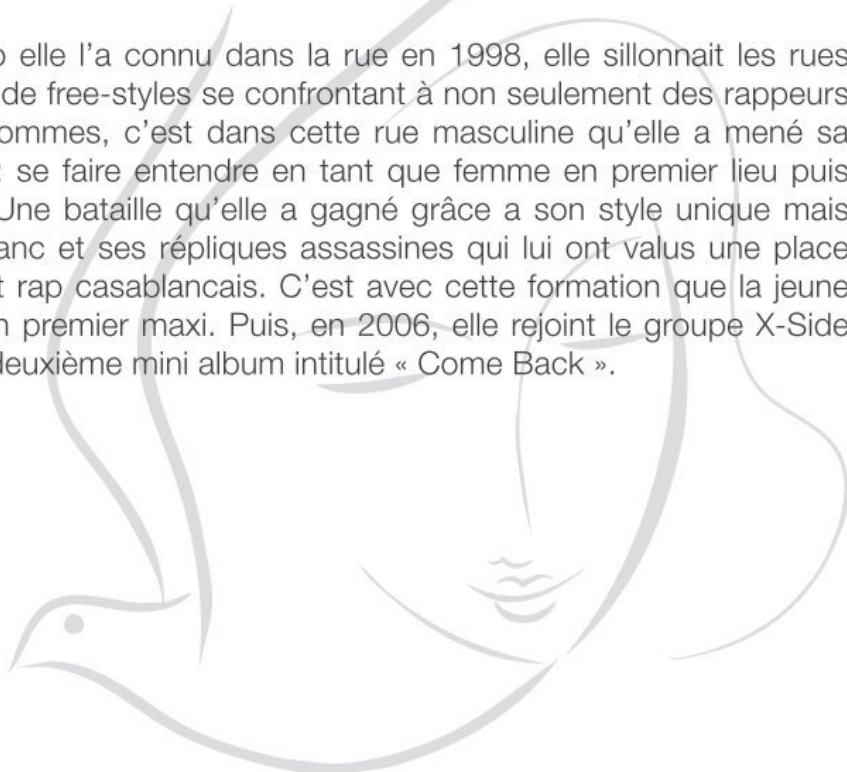 elle l'a connu dans la rue en 1998, elle sillonnait les rues
de free-styles se confrontant à non seulement des rappeurs
ommes, c'est dans cette rue masculine qu'elle a mené sa
: se faire entendre en tant que femme en premier lieu puis
Une bataille qu'elle a gagné grâce a son style unique mais
anc et ses répliques assassines qui lui ont valus une place
t rap casablancais. C'est avec cette formation que la jeune
n premier maxi. Puis, en 2006, elle rejoint le groupe X-Side
deuxième mini album intitulé « Come Back ».